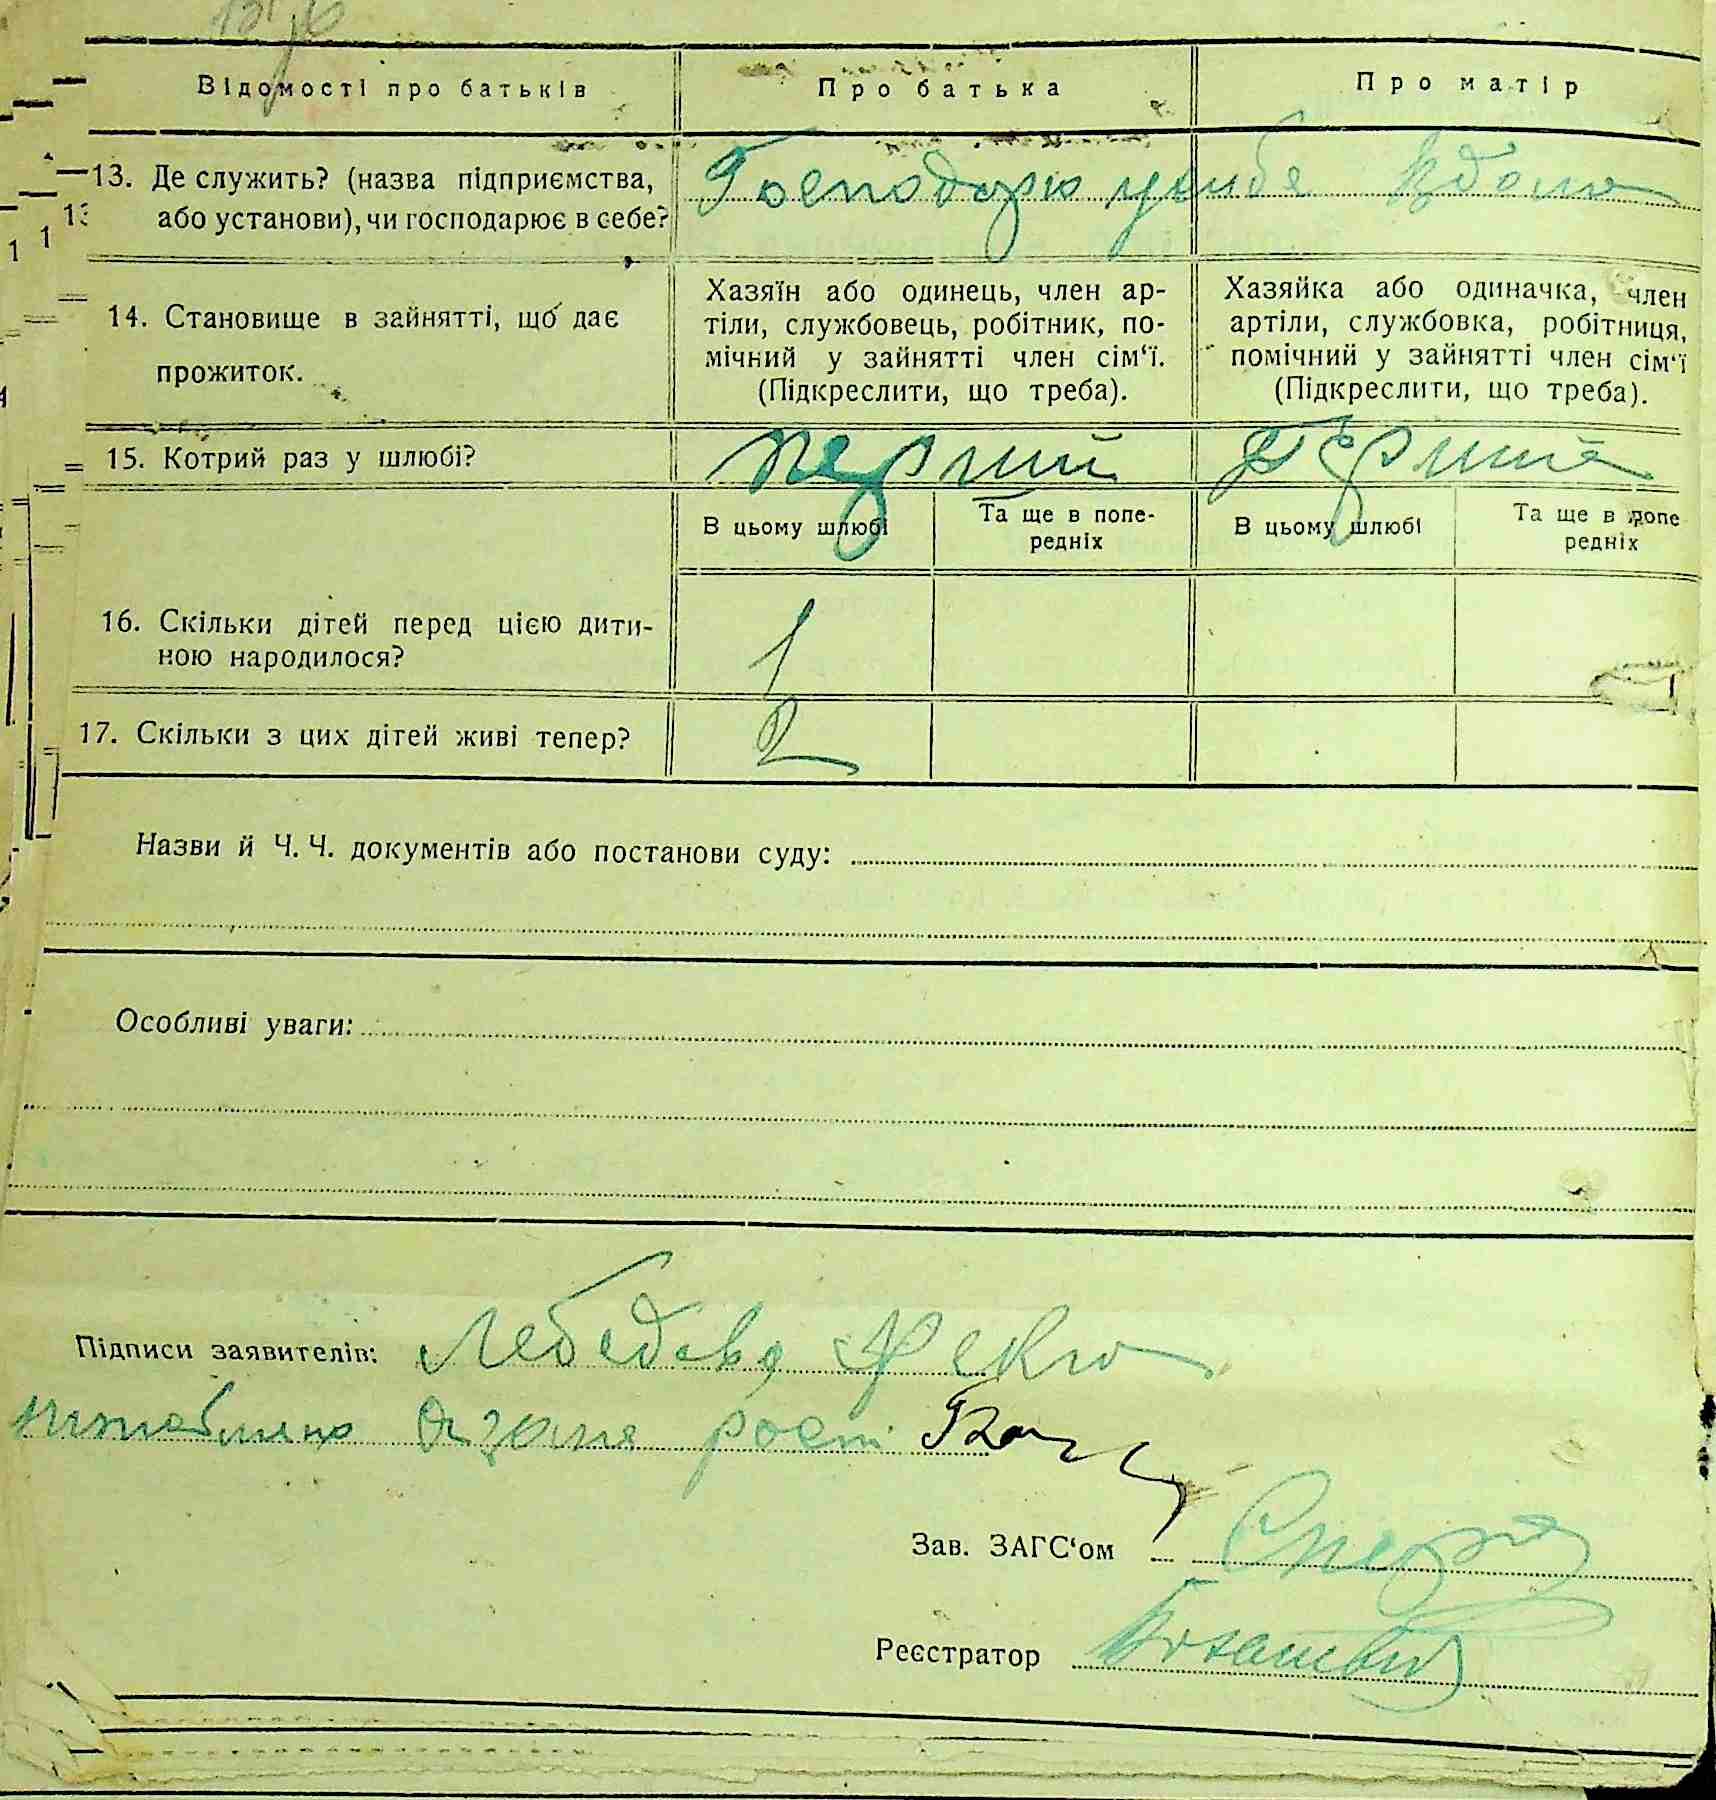 Відомості про батьків
Про батька
Про матір
13. Де служить? (назва підприємства,
або установи), чи господарює в себе?
Господарю
14. Становище в зайнятті, що дає
прожиток.
Хазяїн або одинець, член ар-
тіли, службовець, робітник, по-
мічний у зайнятті член сім‘ї.
(Підкреслити, що треба).
Хазяйка або одиначка, член
артіли, службовка, робітниця,
помічний у зайнятті член сім‘ї
(Підкреслити, що треба).
15. Котрий раз у шлюбі?
перший
перший
В цьому шлюбі
Та ще в попе-
редніх
В цьому шлюбі
Та ще в попе
редніх
16. Скільки дітей перед цією дити-
ною народилося?
1
17. Скільки з цих дітей живі тепер?
2
Назви й Ч. Ч. документів або постанови суду:
Особливі уваги:
Підписи заявителів: Лебедєва
Зав. ЗАГС‘ом
Реєстратор